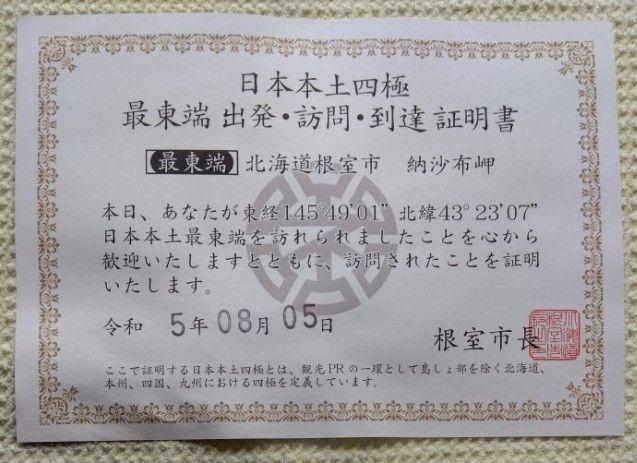 日本本土四極
最東端 出発・訪問・到達 証明書
最東端 北海道根室市 納沙布岬
本日、あなたが東経145°49'01" 北緯43°23'07"
日本本土最東端を訪れられましたことを心から
歓迎いたしますとともに、訪問されたことを証明
いたします。
令和 5年 08月 05日
根室市長
ここで証明する日本本土四極とは、観光PRの一環として島しょ部を除く北海道、
本州、四国、九州における四極を定義しています。